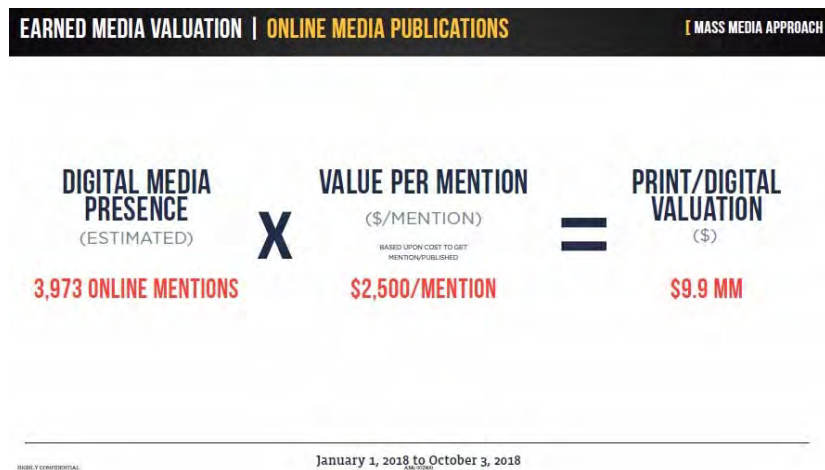 EARNED MEDIA VALUATION | ONLINE MEDIA PUBLICATIONS
[ MASS MEDIA APPROACH
DIGITAL MEDIA
PRESENCE
(ESTIMATED)
3,973 ONLINE MENTIONS
X
VALUE PER MENTION
($/MENTION)
BASED UPON COST TO GET
MENTION/PUBLISHED
$2,500/MENTION
=
PRINT/DIGITAL
VALUATION
($)
$9.9 MM
January 1, 2018 to October 3, 2018
HIGHLY CONFIDENTIAL